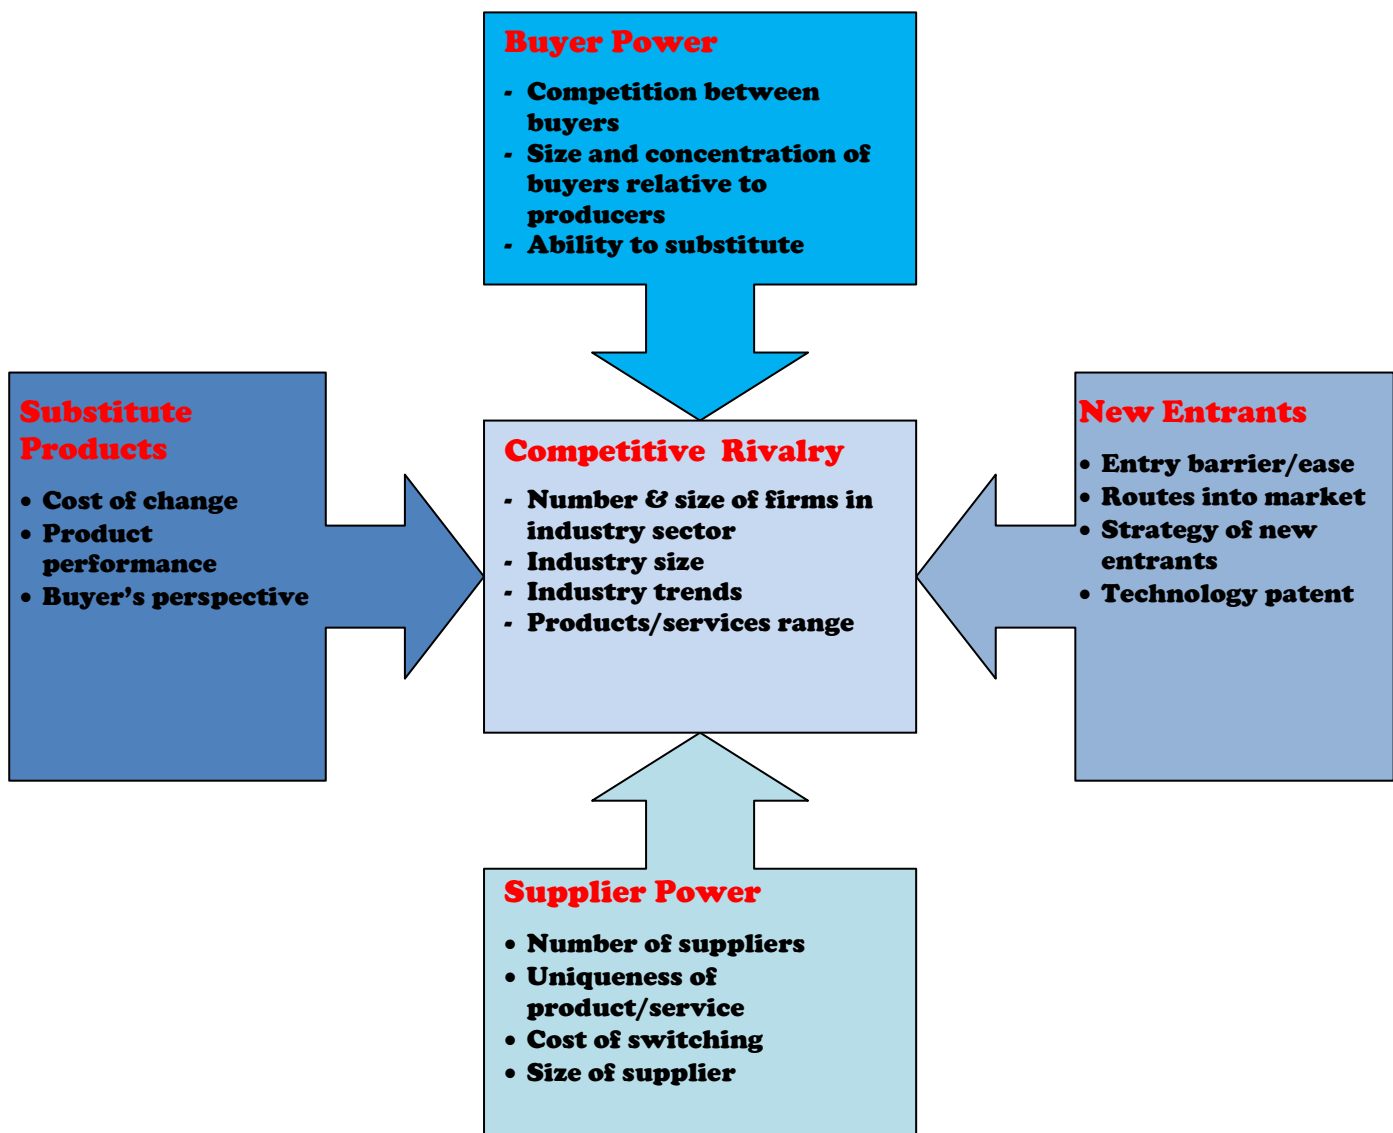 Buyer Power
- Competition between
buyers
- Size and concentration of
buyers relative to
producers
- Ability to substitute
Substitute
Products
• Cost of change
• Product
performance
• Buyer’s perspective
Competitive Rivalry
- Number & size of firms in
industry sector
- Industry size
- Industry trends
- Products/services range
New Entrants
• Entry barrier/ease
• Routes into market
• Strategy of new
entrants
• Technology patent
Supplier Power
• Number of suppliers
• Uniqueness of
product/service
• Cost of switching
• Size of supplier